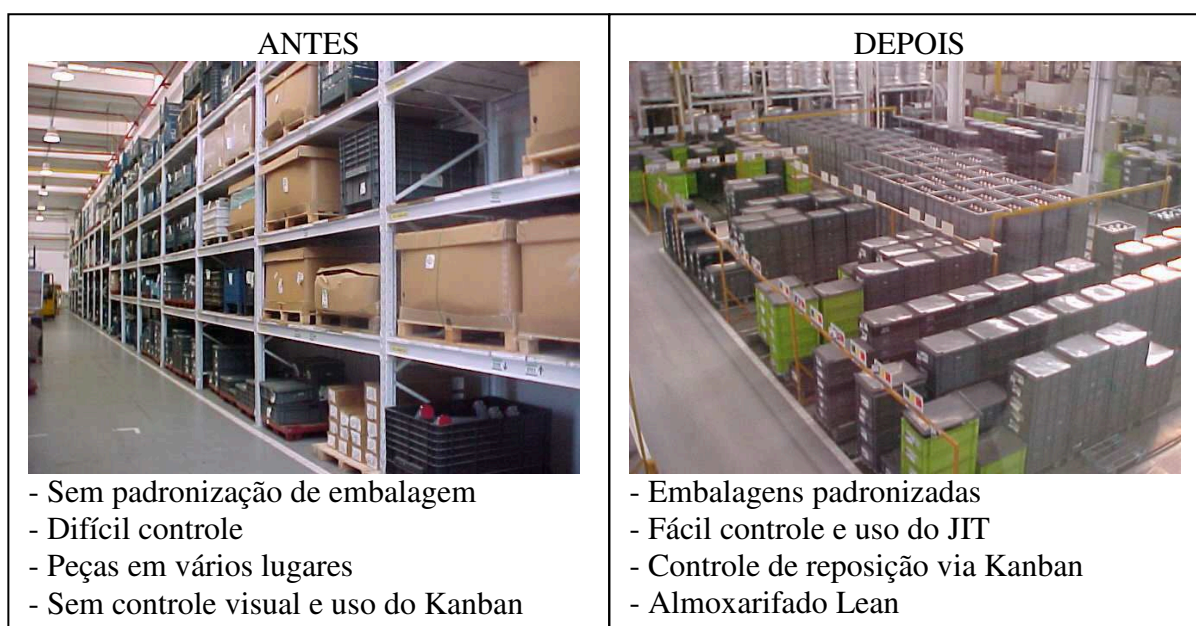 ANTES
- Sem padronização de embalagem
- Difícil controle
- Peças em vários lugares
- Sem controle visual e uso do Kanban
DEPOIS
- Embalagens padronizadas
- Fácil controle e uso do JIT
- Controle de reposição via Kanban
- Almoxarifado Lean